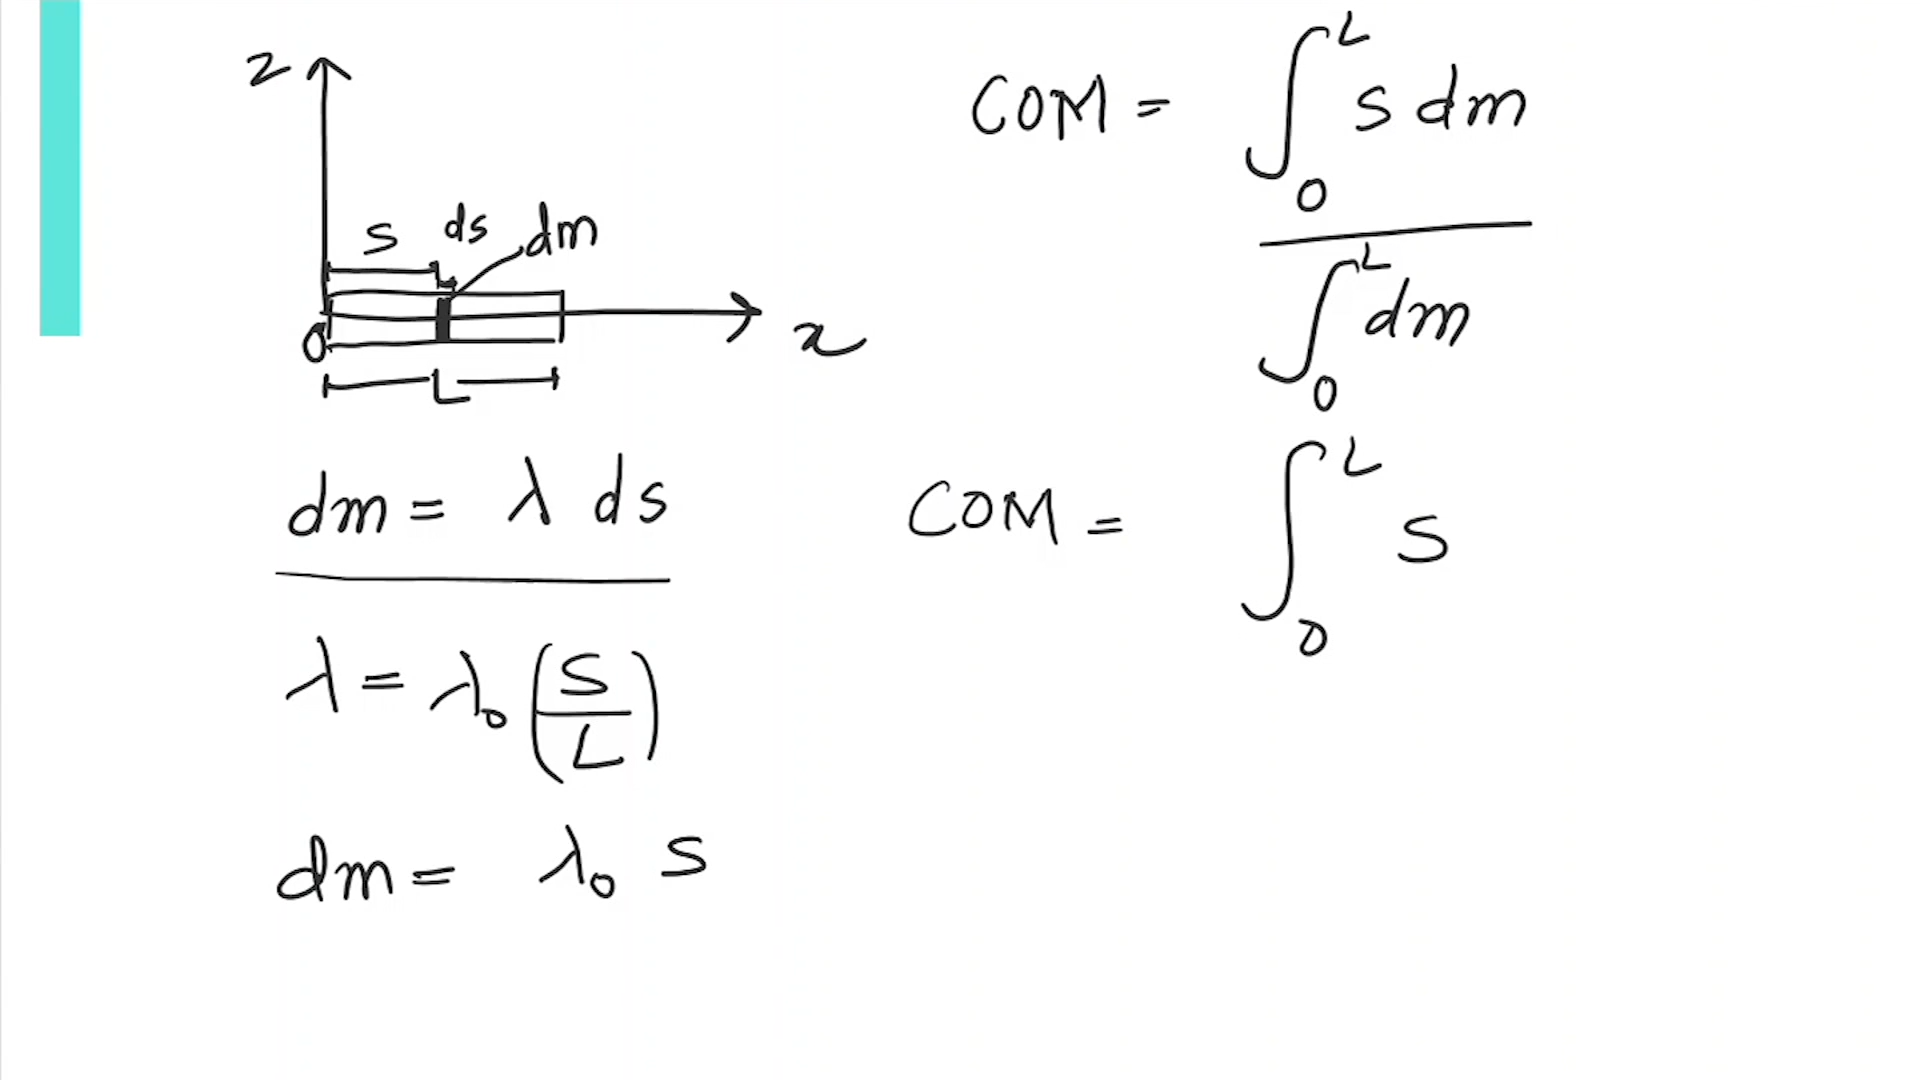 z
s ds dm
0
x
L
dm = λ ds
λ = λ₀ (s/L)
dm = λ₀ s
COM = ∫₀ᴸ s dm / ∫₀ᴸ dm
COM = ∫₀ᴸ s